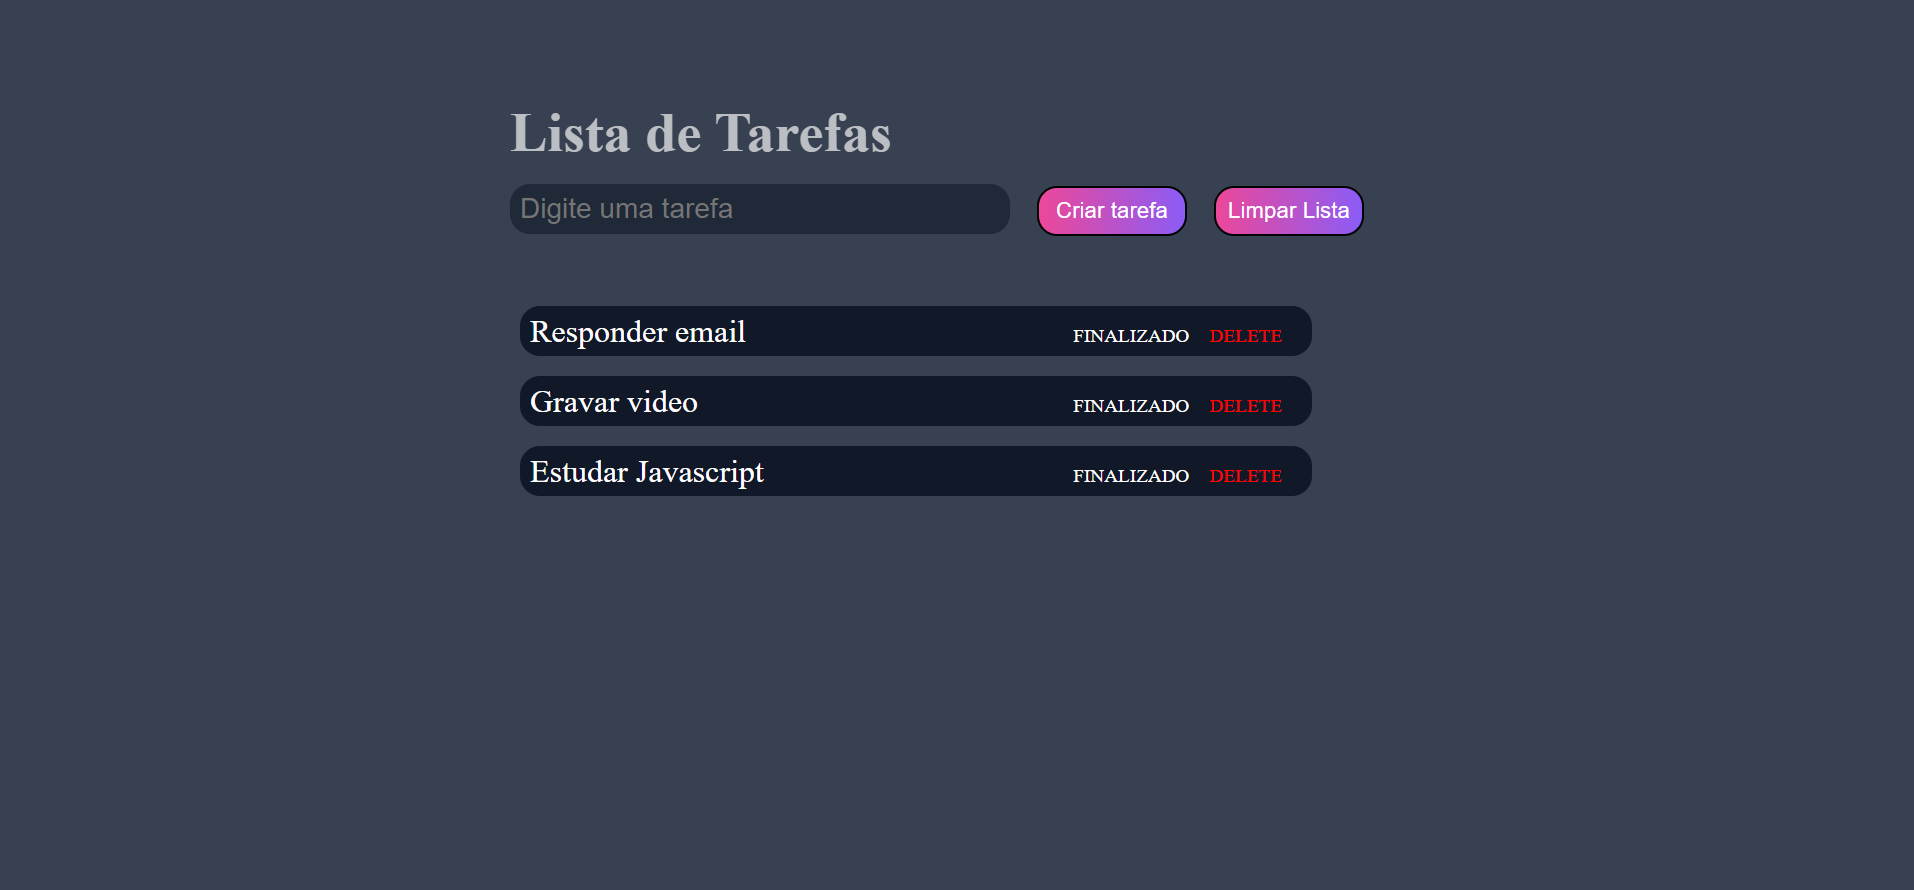 Lista de Tarefas
Digite uma tarefa Criar tarefa Limpar Lista
Responder email FINALIZADO DELETE
Gravar video FINALIZADO DELETE
Estudar Javascript FINALIZADO DELETE